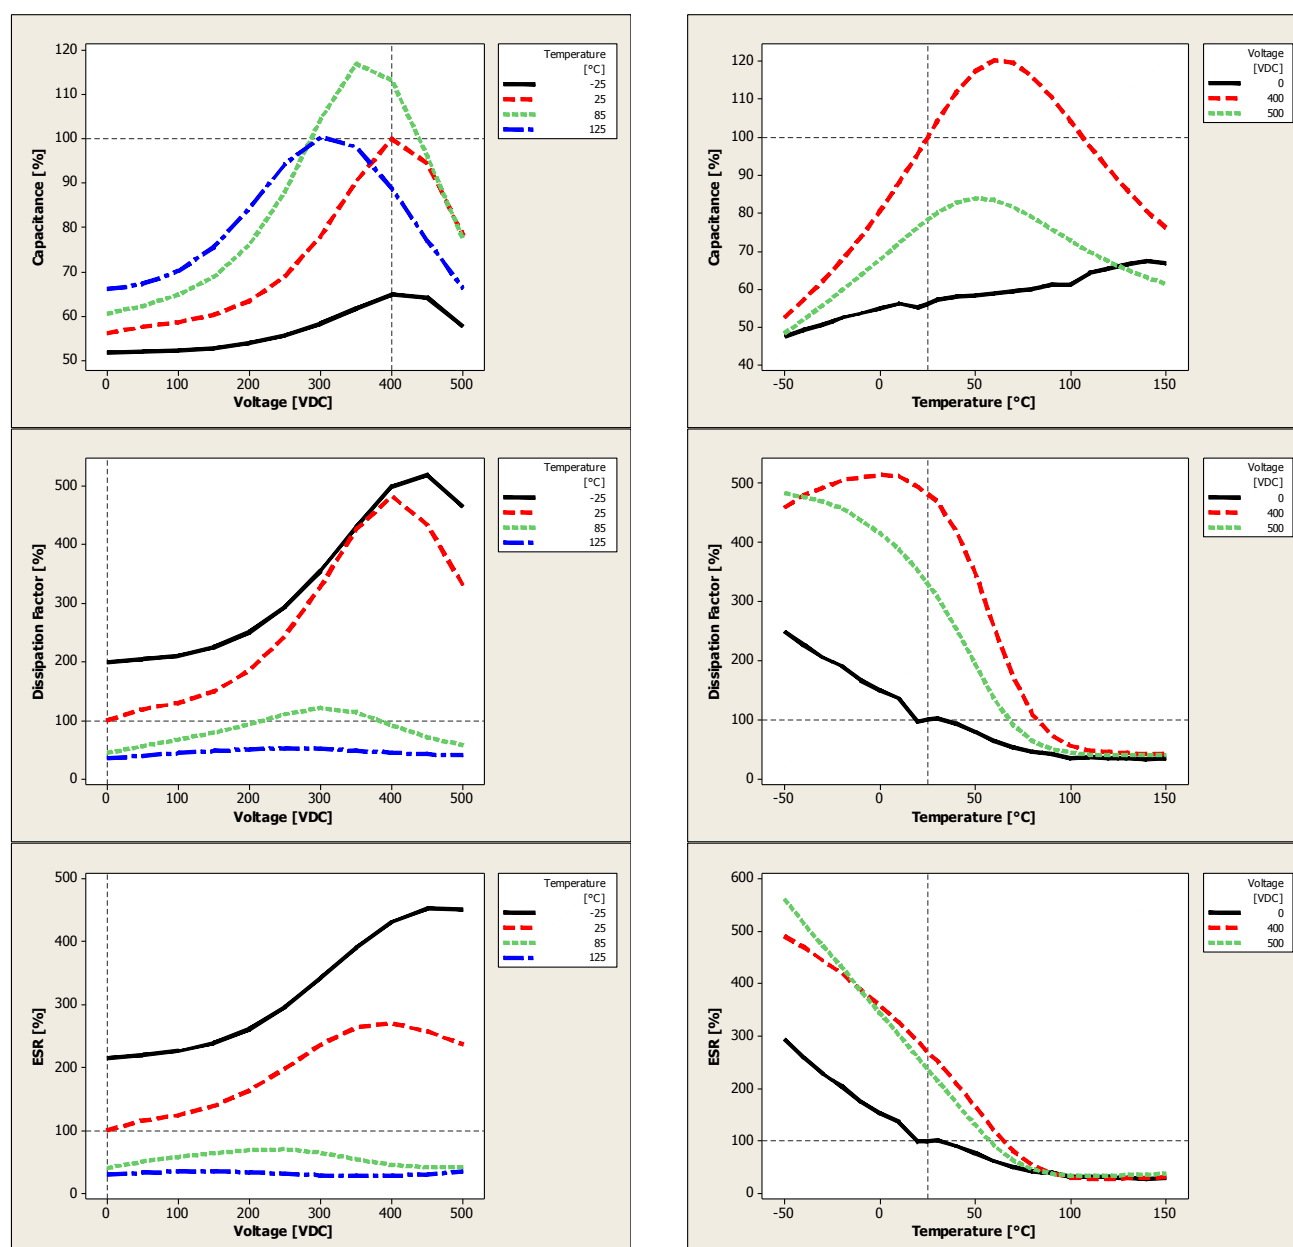 120
110
100
90
80
70
60
50
Capacitance [%]
0 100 200 300 400 500
Voltage [VDC]
Temperature
[°C]
-25
25
85
125
120
110
100
90
80
70
60
50
40
Capacitance [%]
-50 0 50 100 150
Temperature [°C]
Voltage
[VDC]
0
400
500
500
400
300
200
100
0
Dissipation Factor [%]
0 100 200 300 400 500
Voltage [VDC]
Temperature
[°C]
-25
25
85
125
500
400
300
200
100
0
Dissipation Factor [%]
-50 0 50 100 150
Temperature [°C]
Voltage
[VDC]
0
400
500
500
400
300
200
100
0
ESR [%]
0 100 200 300 400 500
Voltage [VDC]
Temperature
[°C]
-25
25
85
125
600
500
400
300
200
100
0
ESR [%]
-50 0 50 100 150
Temperature [°C]
Voltage
[VDC]
0
400
500